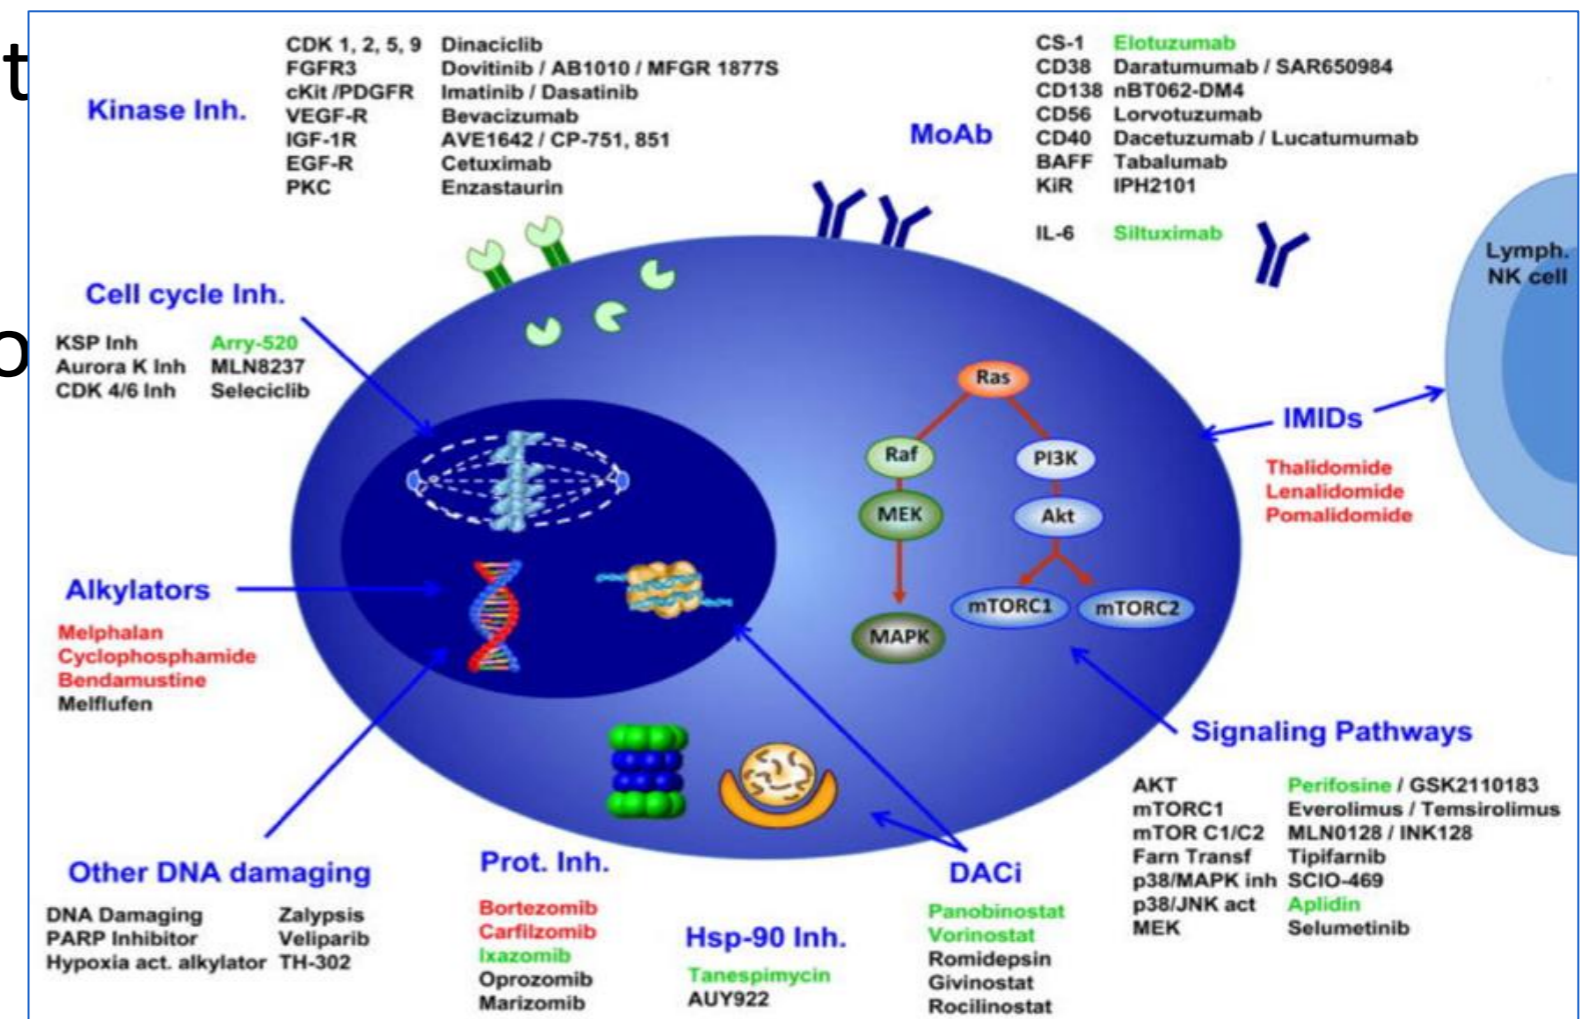 t
o
Kinase Inh.
CDK 1, 2, 5, 9 Dinaciclib
FGFR3 Dovitinib / AB1010 / MFGR 1877S
cKit /PDGFR Imatinib / Dasatinib
VEGF-R Bevacizumab
IGF-1R AVE1642 / CP-751, 851
EGF-R Cetuximab
PKC Enzastaurin
MoAb
CS-1 Elotuzumab
CD38 Daratumumab / SAR650984
CD138 nBT062-DM4
CD56 Lorvotuzumab
CD40 Dacetuzumab / Lucatumumab
BAFF Tabalumab
KiR IPH2101
IL-6 Siltuximab
Lymph.
NK cell
Cell cycle Inh.
KSP Inh Arry-520
Aurora K Inh MLN8237
CDK 4/6 Inh Seleciclib
Ras
Raf
PI3K
MEK
Akt
mTORC1
mTORC2
MAPK
IMIDs
Thalidomide
Lenalidomide
Pomalidomide
Alkylators
Melphalan
Cyclophosphamide
Bendamustine
Melflufen
Signaling Pathways
AKT Perifosine / GSK2110183
mTORC1 Everolimus / Temsirolimus
mTOR C1/C2 MLN0128 / INK128
Farn Transf Tipifarnib
p38/MAPK inh SCIO-469
p38/JNK act Aplidin
MEK Selumetinib
Other DNA damaging
DNA Damaging Zalypsis
PARP Inhibitor Veliparib
Hypoxia act. alkylator TH-302
Prot. Inh.
Bortezomib
Carfilzomib
Ixazomib
Oprozomib
Marizomib
Hsp-90 Inh.
Tanespimycin
AUY922
DACi
Panobinostat
Vorinostat
Romidepsin
Givinostat
Rocilinostat